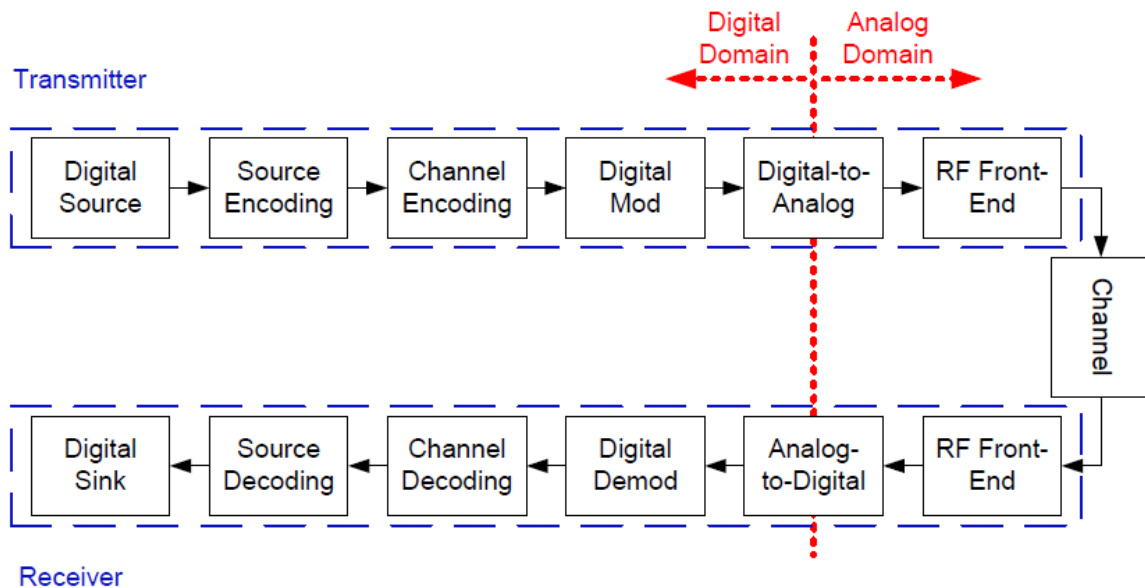 Digital
Domain
Analog
Domain
Transmitter
Digital
Source
Source
Encoding
Channel
Encoding
Digital
Mod
Digital-to-
Analog
RF Front-
End
Channel
Digital
Sink
Source
Decoding
Channel
Decoding
Digital
Demod
Analog-
to-Digital
RF Front-
End
Receiver